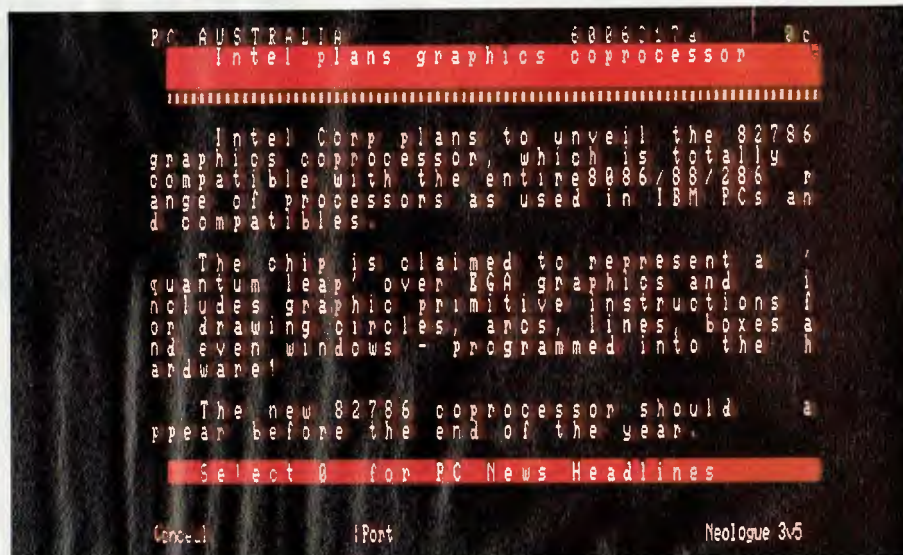 PC AUSTRALIA 6006
Intel plans graphics coprocessor
Intel Corp plans to unveil the 82786
graphics coprocessor, which is totally
compatible with the entire8086/88/286 r
ange of processors as used in IBM PCs an
d compatibles.
The chip is claimed to represent a '
quantum leap' over EGA graphics and i
ncludes graphic primitive instructions f
or drawing circles, arcs, lines, boxes a
nd even windows - programmed into the h
ardware!
The new 82786 coprocessor should a
ppear before the end of the year.
Select 0 for PC News Headlines
Cancel !Port Neologue 3v5